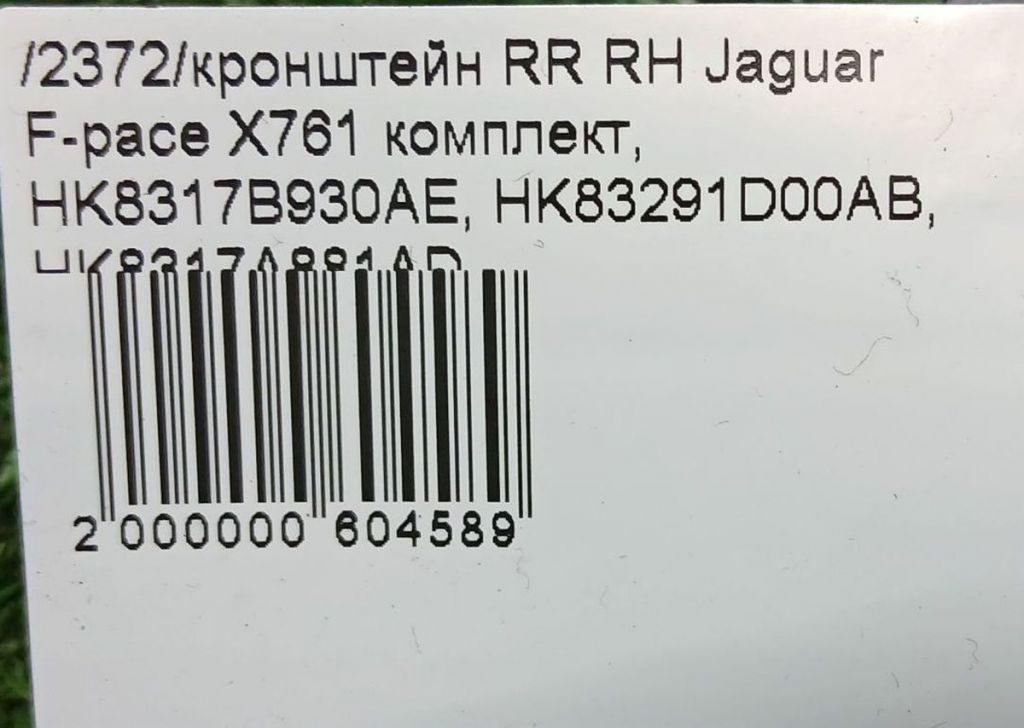 /2372/кронштейн RR RH Jaguar
F-pace X761 комплект,
HK8317B930AE, HK83291D00AB,
2 000000 604589